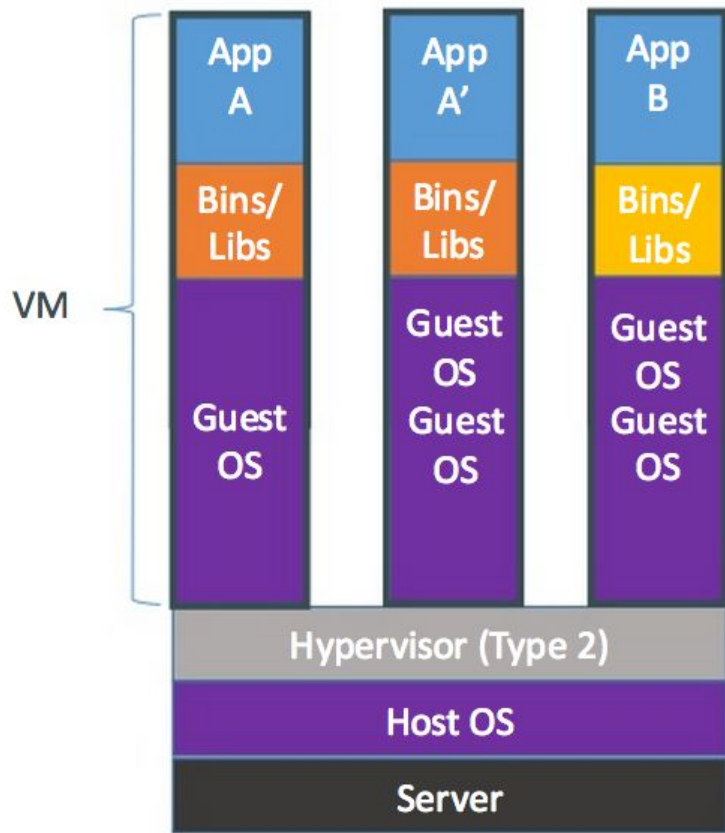 VM
App
A
Bins/
Libs
Guest
OS
App
A’
Bins/
Libs
Guest
OS
Guest
OS
App
B
Bins/
Libs
Guest
OS
Guest
OS
Hypervisor (Type 2)
Host OS
Server